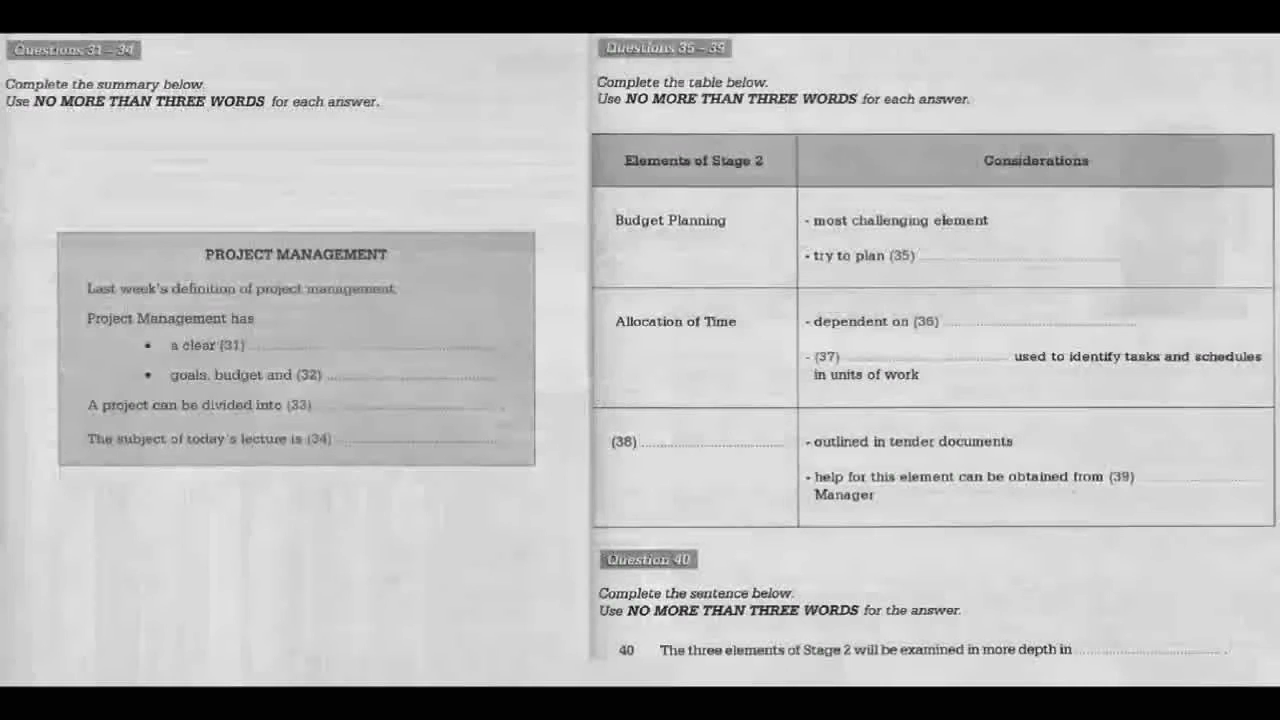 Questions 31 – 34
Complete the summary below.
Use NO MORE THAN THREE WORDS for each answer.
PROJECT MANAGEMENT
Last week's definition of project management
Project Management has
• a clear (31)
• goals, budget and (32)
A project can be divided into (33)
The subject of today's lecture is (34)
Questions 35 – 39
Complete the table below.
Use NO MORE THAN THREE WORDS for each answer.
Elements of Stage 2
Considerations
Budget Planning
- most challenging element
- try to plan (35)
Allocation of Time
- dependent on (36)
- (37) used to identify tasks and schedules
in units of work
(38)
- outlined in tender documents
- help for this element can be obtained from (39)
Manager
Question 40
Complete the sentence below.
Use NO MORE THAN THREE WORDS for the answer.
40 The three elements of Stage 2 will be examined in more depth in .